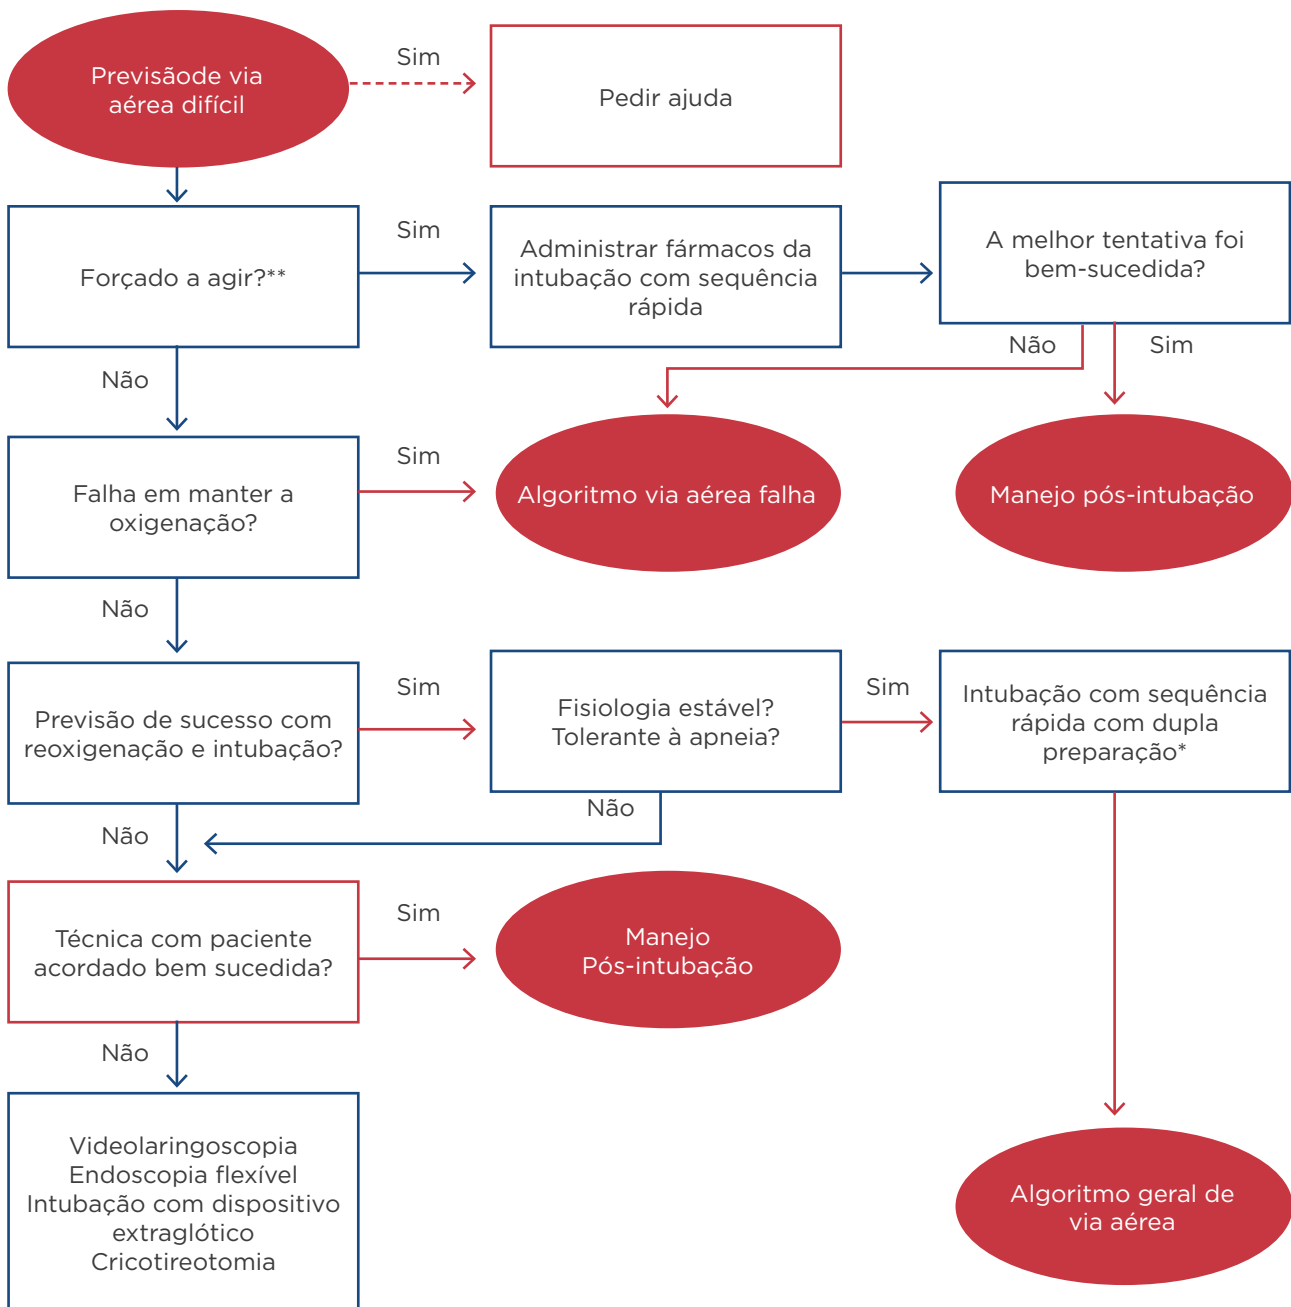 Previsãode via
aérea difícil
Sim
Pedir ajuda
Forçado a agir?**
Sim
Administrar fármacos da
intubação com sequência
rápida
A melhor tentativa foi
bem-sucedida?
Não
Sim
Não
Falha em manter a
oxigenação?
Sim
Algoritmo via aérea falha
Manejo pós-intubação
Não
Previsão de sucesso com
reoxigenação e intubação?
Sim
Fisiologia estável?
Tolerante à apneia?
Sim
Intubação com sequência
rápida com dupla
preparação*
Não
Não
Técnica com paciente
acordado bem sucedida?
Sim
Manejo
Pós-intubação
Não
Videolaringoscopia
Endoscopia flexível
Intubação com dispositivo
extraglótico
Cricotireotomia
Algoritmo geral de
via aérea